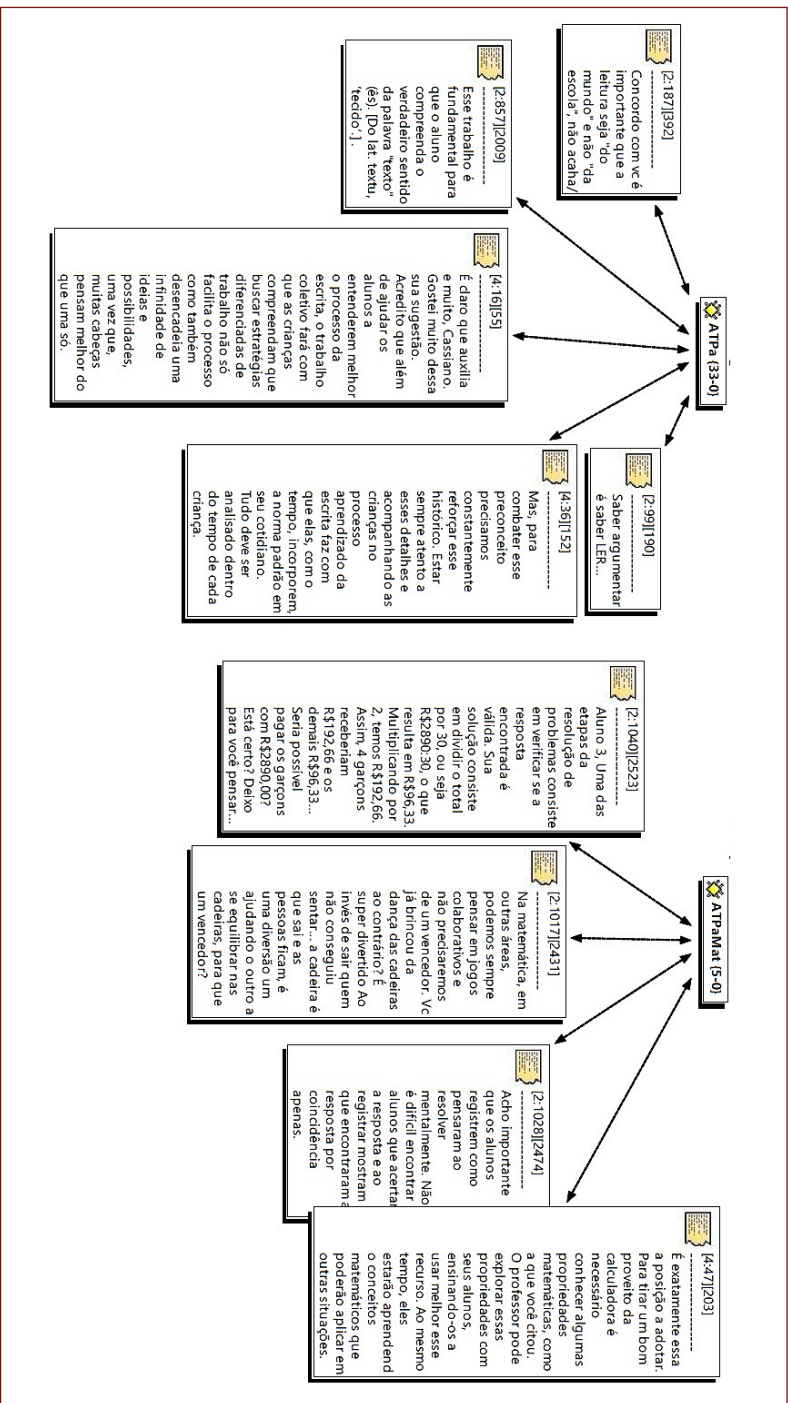 ATPa {33-0}
[2:187][392]
--------------------
Concordo com vc é
importante que a
leitura seja "do
mundo" e não "da
escola", não acaha/
[2:857][2009]
--------------------
Esse trabalho é
fundamental para
que o aluno
compreenda o
verdadeiro sentido
da palavra "texto"
(ês). [Do lat. textu,
'tecido'.] .
[4:16][55]
--------------------
É claro que auxilia
e muito, Cassiano.
Gostei muito dessa
sua sugestão.
Acredito que além
de ajudar os
alunos a
entenderem melhor
o processo da
escrita, o trabalho
coletivo fará com
que as crianças
compreendam que
buscar estratégias
diferenciadas de
trabalho não só
facilita o processo
como também
desencadeia uma
infinidade de
ideias e
possibilidades,
uma vez que,
muitas cabeças
pensam melhor do
que uma só.
[4:36][152]
--------------------
Mas, para
combater esse
preconceito
precisamos
constantemente
reforçar esse
histórico. Estar
sempre atento a
esses detalhes e
acompanhando as
crianças no
processo
aprendizado da
escrita faz com
que elas, com o
tempo, incorporem,
a norma padrão em
seu cotidiano.
Tudo deve ser
analisado dentro
do tempo de cada
criança.
[2:99][190]
--------------------
Saber argumentar
é saber LER...
ATPaMat {5-0}
[2:1040][2523]
--------------------
Aluno 3, Uma das
etapas da
resolução de
problemas consiste
em verificar se a
resposta
encontrada é
válida. Sua
solução consiste
em dividir o total
por 30, ou seja
R$2890:30, o que
resulta em R$96,33.
Multiplicando por
2, temos R$192,66.
Assim, 4 garçons
receberiam
R$192,66 e os
demais R$96,33...
Seria possível
pagar os garçons
com R$2890,00?
Está certo? Deixo
para você pensar...
[2:1017][2431]
--------------------
Na matemática, em
outras áreas,
podemos sempre
pensar em jogos
colaborativos e
não precisaremos
de um vencedor. Vc
já brincou da
dança das cadeiras
ao contrário? É
super divertido Ao
invés de sair quem
não conseguiu
sentar... a cadeira é
que sai e as
pessoas ficam, é
uma diversão um
ajudando o outro a
se equilibrar nas
cadeiras, para que
um vencedor?
[2:1028][2474]
--------------------
Acho importante
que os alunos
registrem como
pensaram ao
resolver
mentalmente. Não
é difícil encontrar
alunos que acertar
a resposta e ao
registrar mostram
que encontraram a
resposta por
coincidência
apenas.
[4:47][203]
--------------------
É exatamente essa
a posição a adotar.
Para tirar um bom
proveito da
calculadora é
necessário
conhecer algumas
propriedades
matemáticas, como
a que você citou.
O professor pode
explorar essas
propriedades com
seus alunos,
ensinando-os a
usar melhor esse
recurso. Ao mesmo
tempo, eles
estarão aprendend
o conceitos
matemáticos que
poderão aplicar em
outras situações.